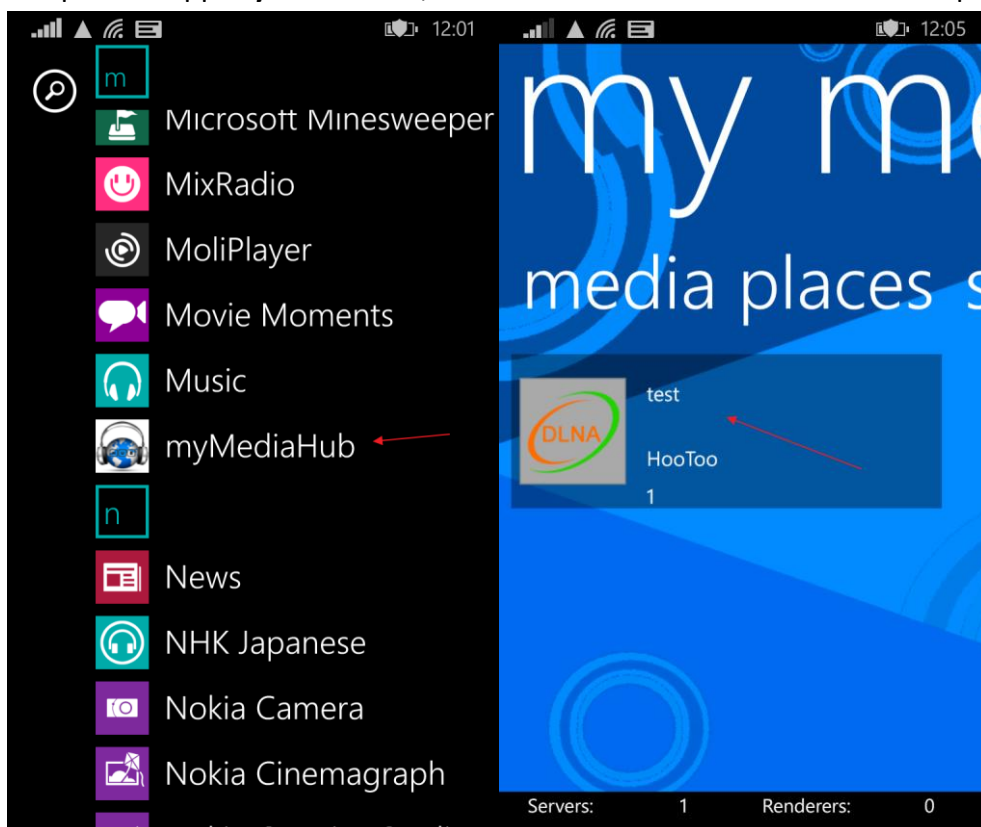 12:01
m
Microsoft Minesweeper
MixRadio
MoliPlayer
Movie Moments
Music
myMediaHub
n
News
NHK Japanese
Nokia Camera
Nokia Cinemagraph
12:05
my me
media places s
DLNA
test
HooToo
1
Servers: 1 Renderers: 0